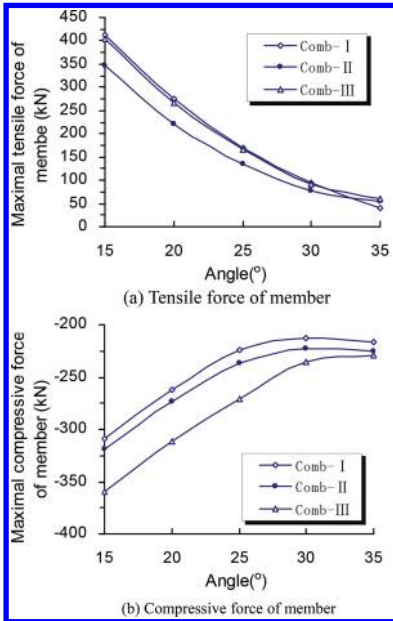 Maximal tensile force of
membe (kN)
450
400
350
300
250
200
150
100
50
0
15 20 25 30 35
Angle(º)
Comb-Ⅰ
Comb-Ⅱ
Comb-Ⅲ
(a) Tensile force of member
Maximal compressive force
of member (kN)
-200
-250
-300
-350
-400
15 20 25 30 35
Angle(º)
Comb-Ⅰ
Comb-Ⅱ
Comb-Ⅲ
(b) Compressive force of member